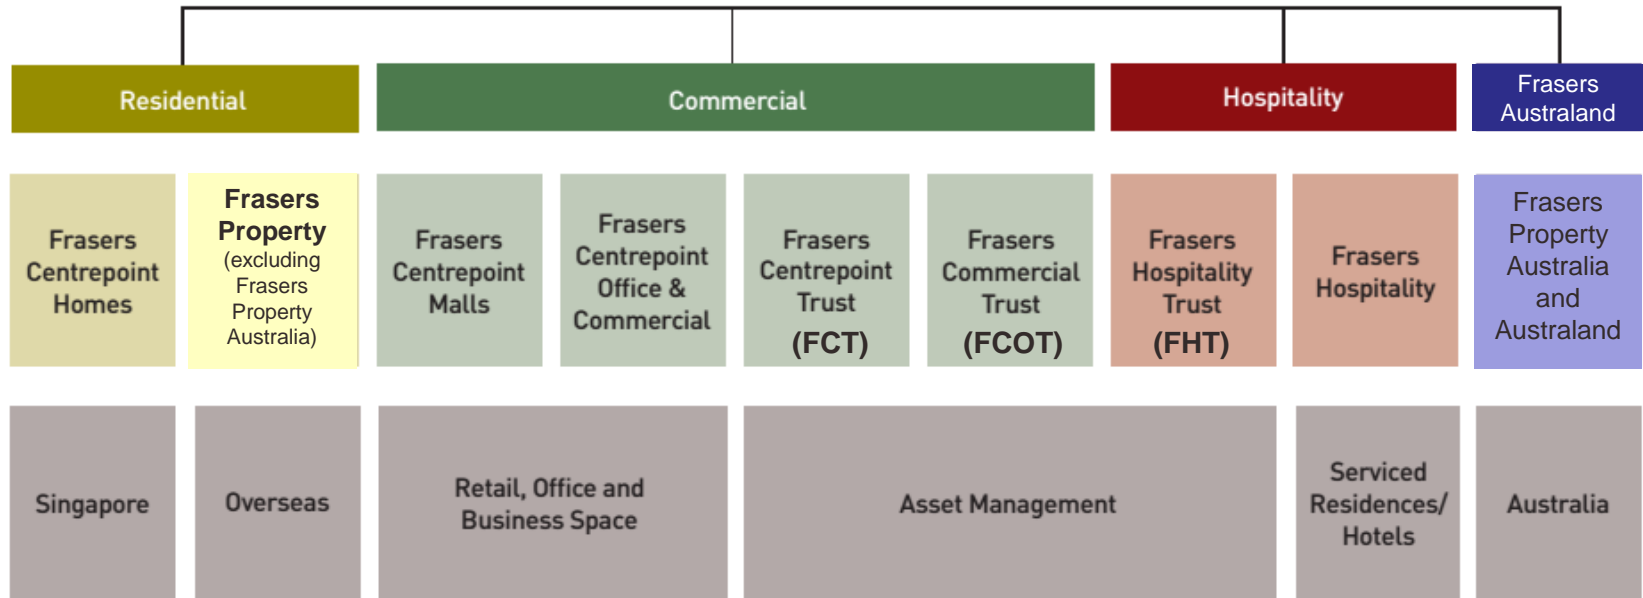 Residential
Commercial
Hospitality
Frasers
Australand
Frasers
Centrepoint
Homes
Frasers
Property
(excluding
Frasers
Property
Australia)
Frasers
Centrepoint
Malls
Frasers
Centrepoint
Office &
Commercial
Frasers
Centrepoint
Trust
(FCT)
Frasers
Commercial
Trust
(FCOT)
Frasers
Hospitality
Trust
(FHT)
Frasers
Hospitality
Frasers
Property
Australia
and
Australand
Singapore
Overseas
Retail, Office and
Business Space
Asset Management
Serviced
Residences/
Hotels
Australia